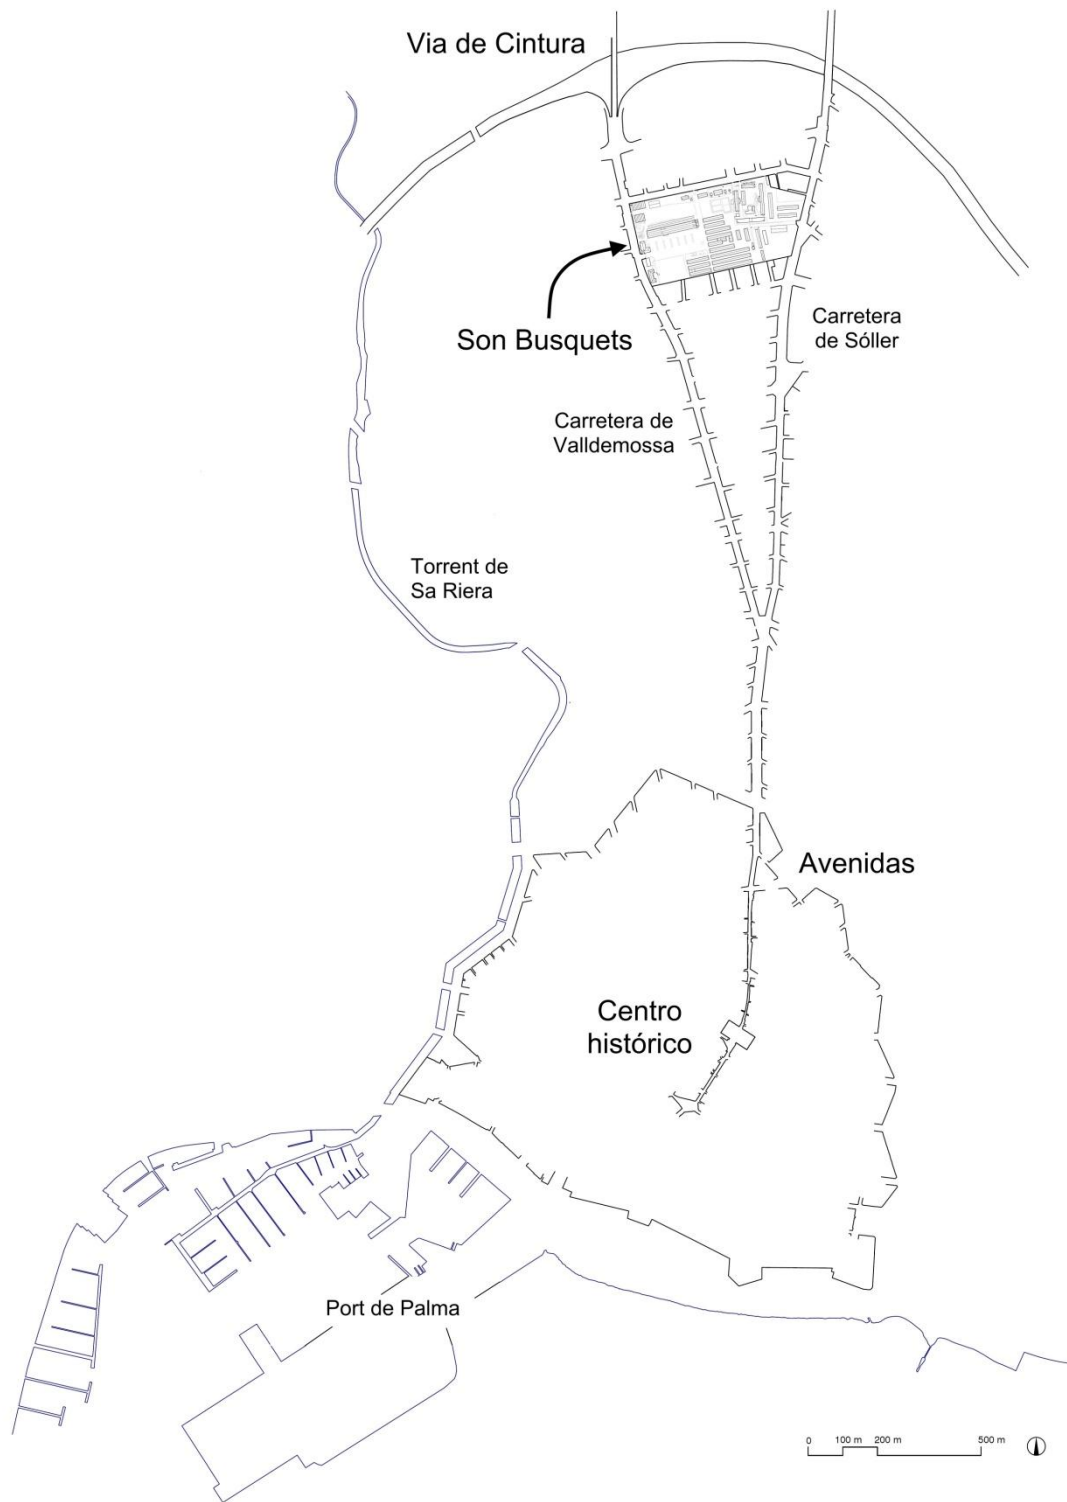 Via de Cintura
Son Busquets
Carretera
de Sóller
Carretera de
Valldemossa
Torrent de
Sa Riera
Avenidas
Centro
histórico
Port de Palma
0 100 m 200 m 500 m